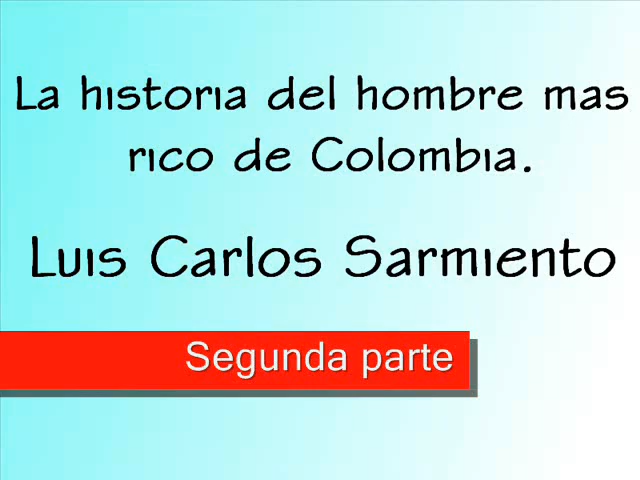 La historia del hombre mas
rico de Colombia.
Luis Carlos Sarmiento
Segunda parte